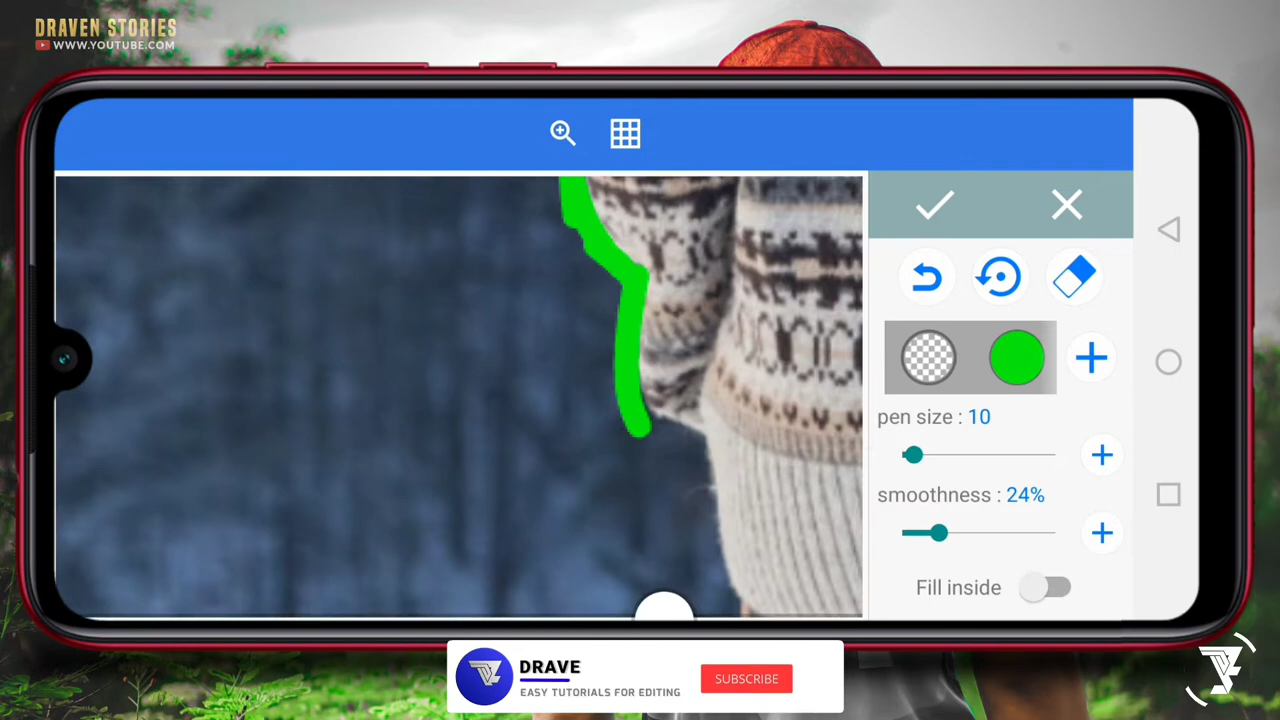 DRAVEN STORIES
WWW.YOUTUBE.COM
pen size : 10
smoothness : 24%
Fill inside
DRAVE
EASY TUTORIALS FOR EDITING
SUBSCRIBE